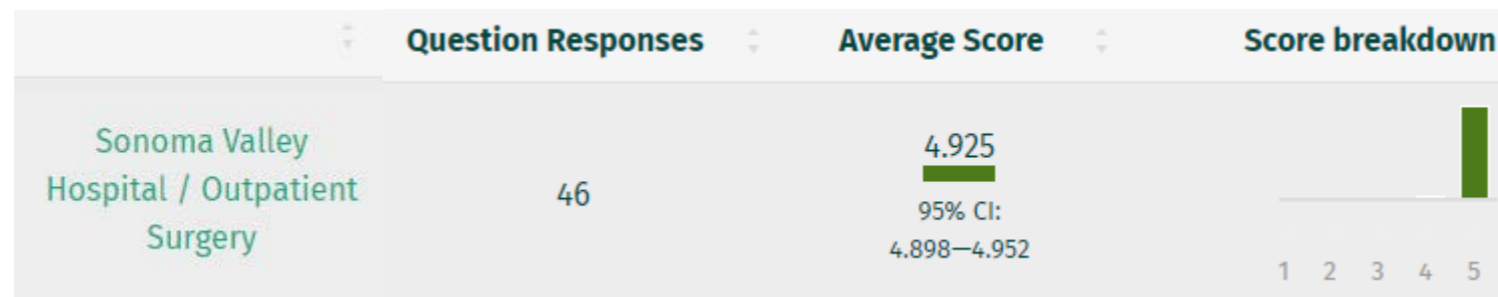 Question Responses Average Score Score breakdown
Sonoma Valley
Hospital / Outpatient
Surgery
46
4.925
95% CI:
4.898—4.952
1 2 3 4 5